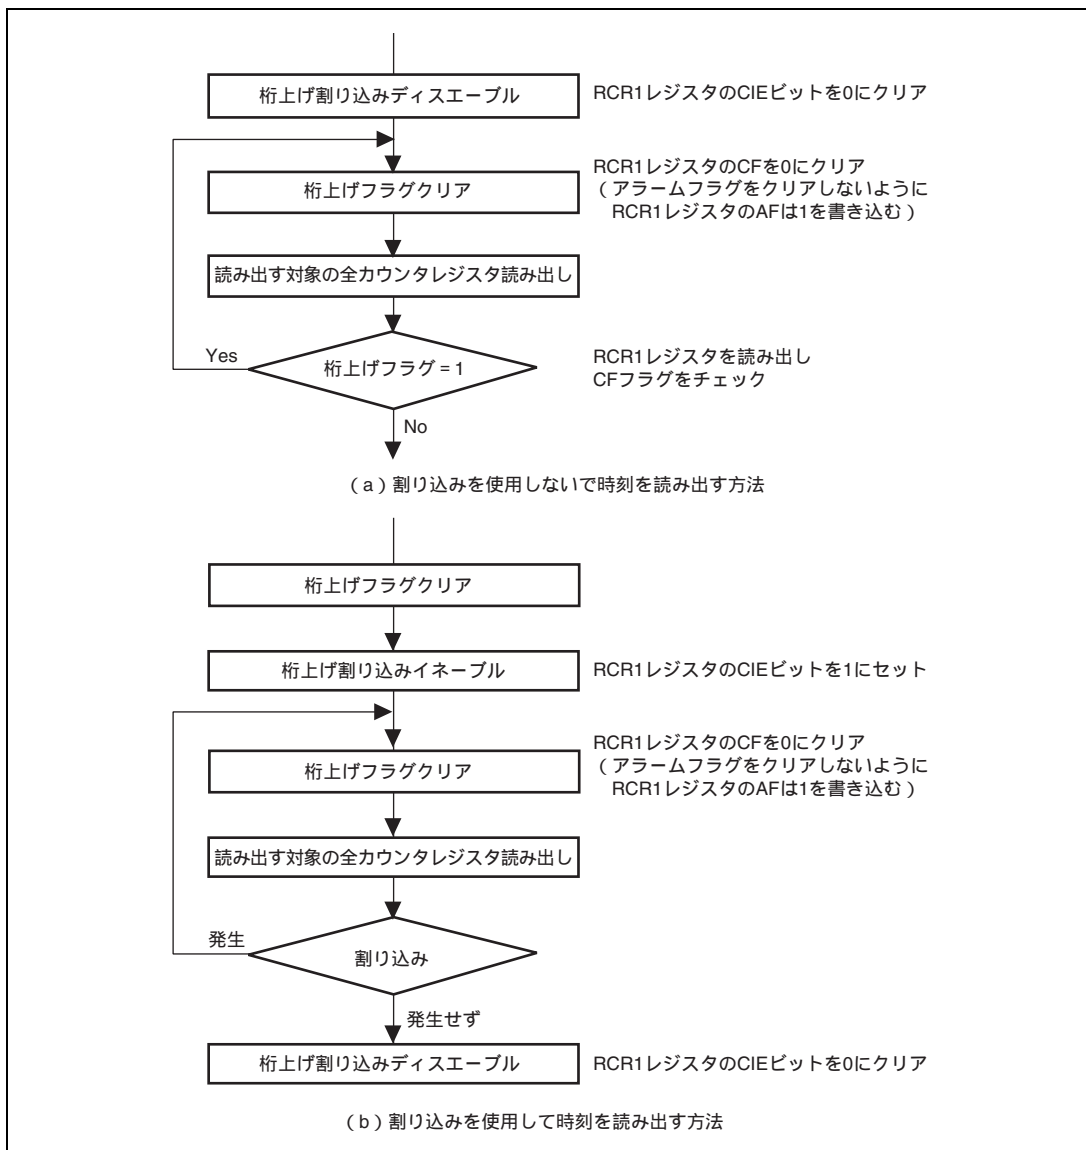 桁上げ割り込みディスエーブル
RCR1レジスタのCIEビットを0にクリア
桁上げフラグクリア
RCR1レジスタのCFを0にクリア
（アラームフラグをクリアしないように
RCR1レジスタのAFは1を書き込む）
読み出す対象の全カウンタレジスタ読み出し
Yes
桁上げフラグ = 1
RCR1レジスタを読み出し
CFフラグをチェック
No
（a）割り込みを使用しないで時刻を読み出す方法
桁上げフラグクリア
桁上げ割り込みイネーブル
RCR1レジスタのCIEビットを1にセット
桁上げフラグクリア
RCR1レジスタのCFを0にクリア
（アラームフラグをクリアしないように
RCR1レジスタのAFは1を書き込む）
読み出す対象の全カウンタレジスタ読み出し
発生
割り込み
発生せず
桁上げ割り込みディスエーブル
RCR1レジスタのCIEビットを0にクリア
（b）割り込みを使用して時刻を読み出す方法